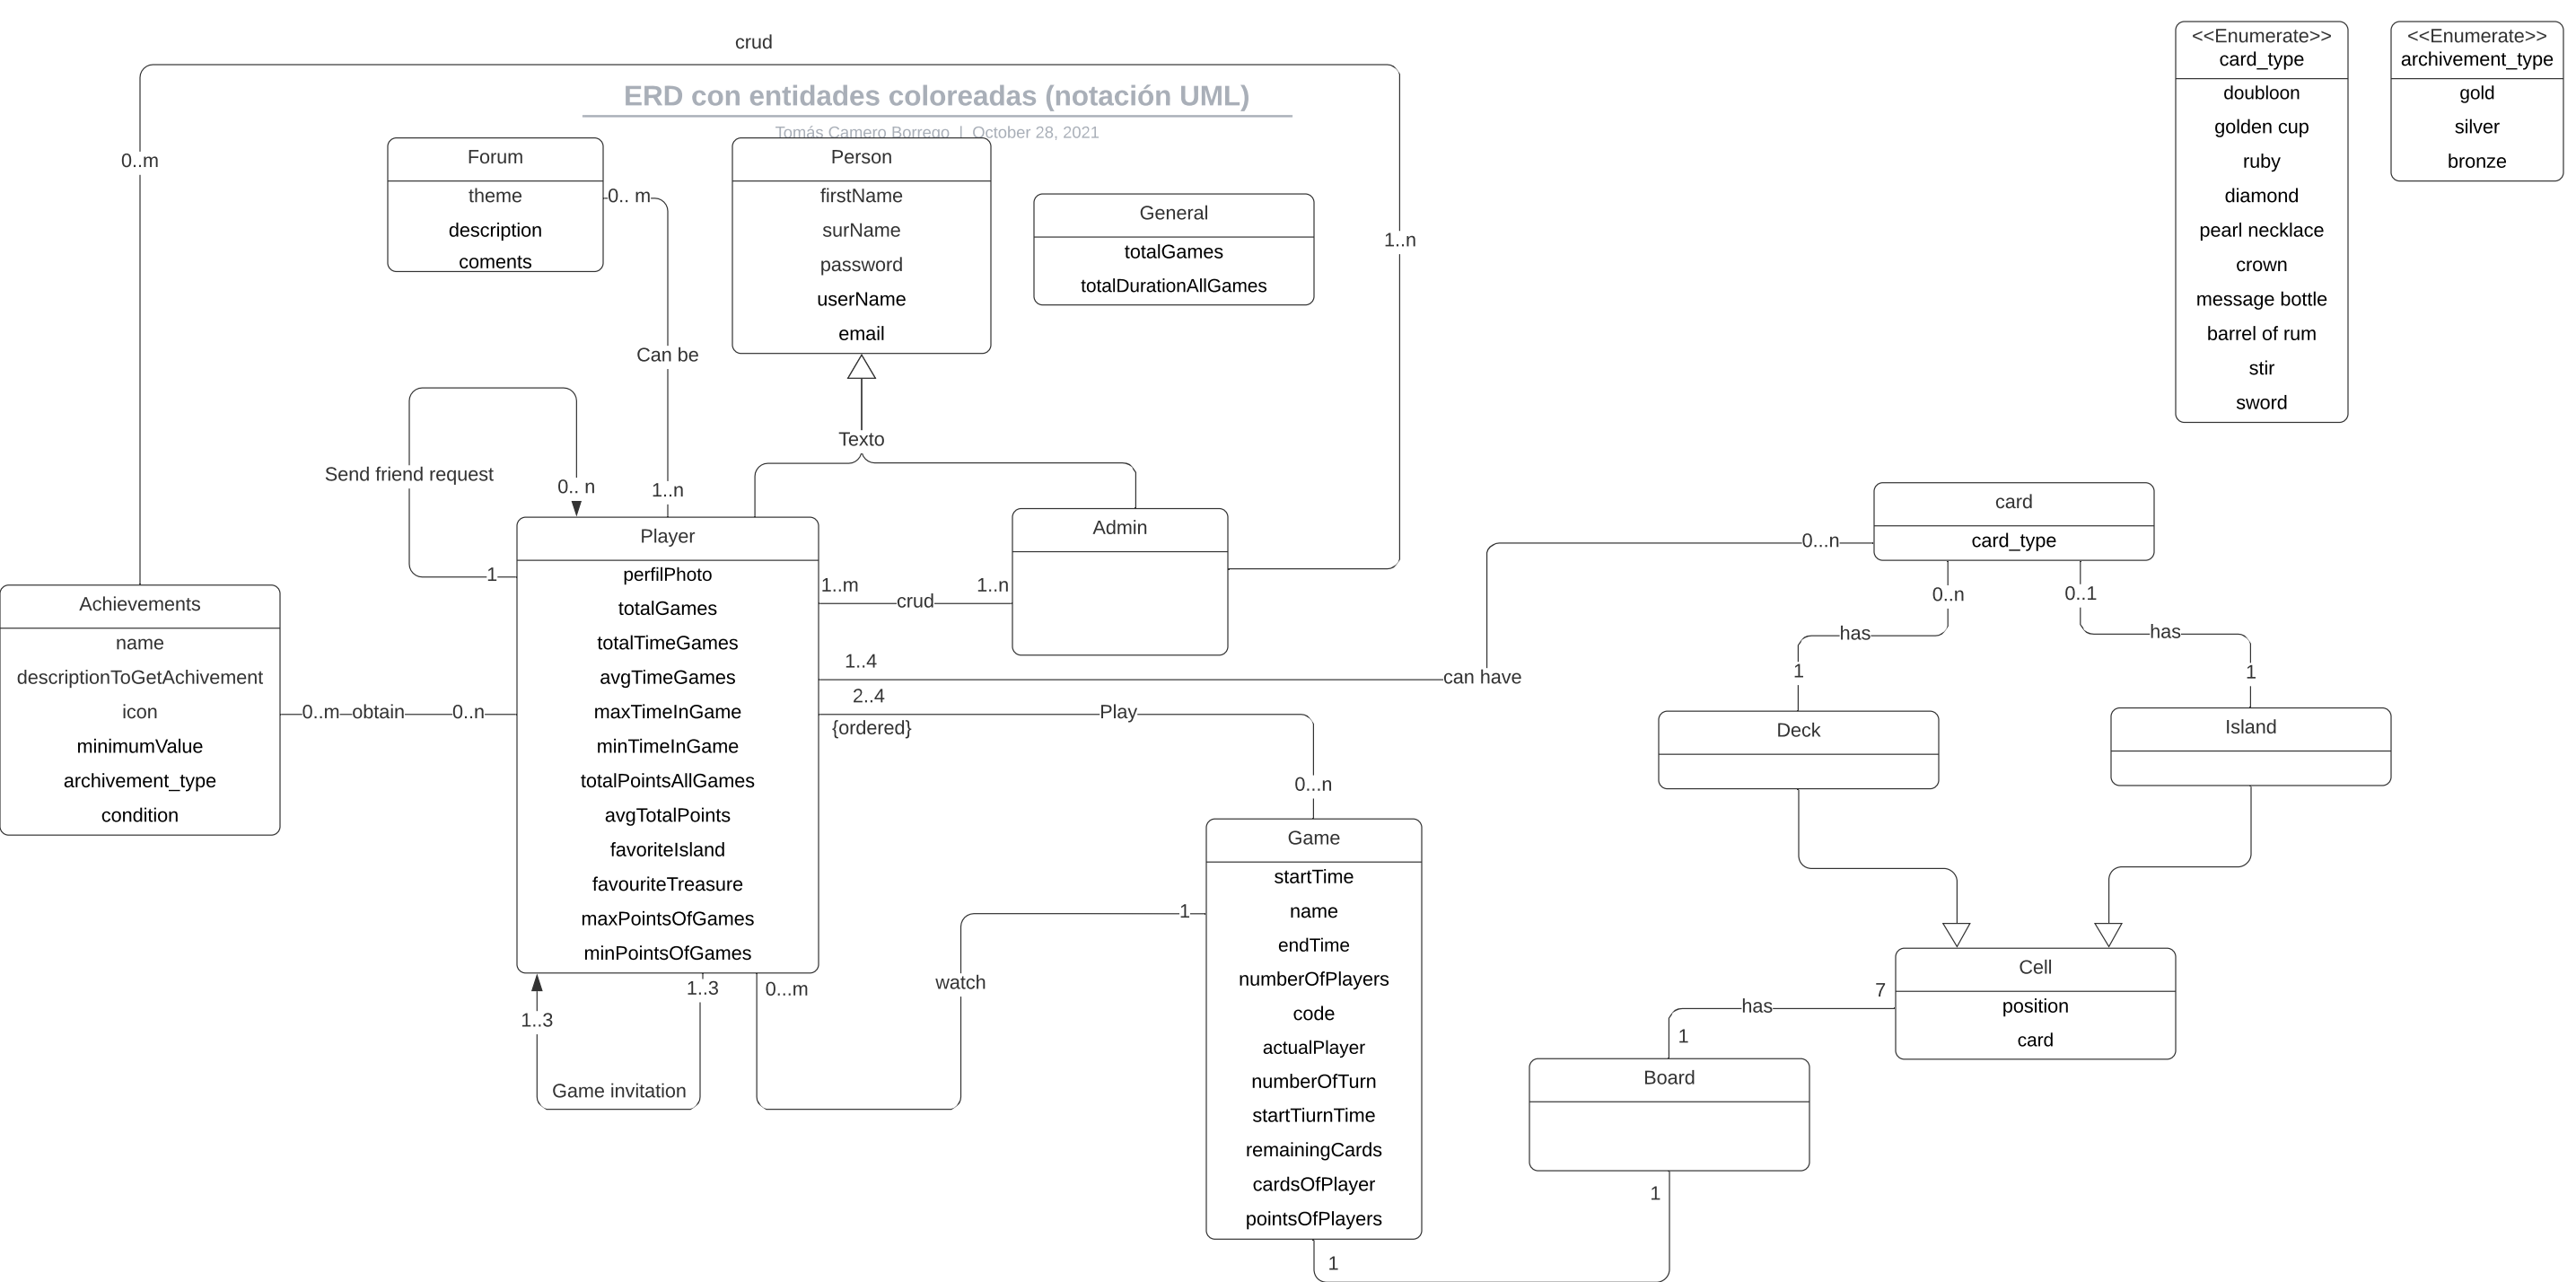 crud
<<Enumerate>>
card_type
doubloon
golden cup
ruby
diamond
pearl necklace
crown
message bottle
barrel of rum
stir
sword
<<Enumerate>>
archivement_type
gold
silver
bronze
ERD con entidades coloreadas (notación UML)
Tomás Camero Borrego | October 28, 2021
0..m
Forum
theme
description
coments
0.. m
Can be
1..n
Person
firstName
surName
password
userName
email
General
totalGames
totalDurationAllGames
1..n
Texto
Send friend request
0.. n
1
Player
perfilPhoto
totalGames
totalTimeGames
avgTimeGames
maxTimeInGame
minTimeInGame
totalPointsAllGames
avgTotalPoints
favoriteIsland
favouriteTreasure
maxPointsOfGames
minPointsOfGames
Admin
1..m
crud
1..n
1..4
can have
0...n
2..4
{ordered}
Play
0...n
Achievements
name
descriptionToGetAchivement
icon
minimumValue
archivement_type
condition
0..m
obtain
0..n
card
card_type
0..n
has
1
0..1
has
1
Deck
Island
Game
startTime
name
endTime
numberOfPlayers
code
actualPlayer
numberOfTurn
startTiurnTime
remainingCards
cardsOfPlayer
pointsOfPlayers
1
watch
0...m
1..3
1..3
Game invitation
Cell
position
card
7
has
1
Board
1
1